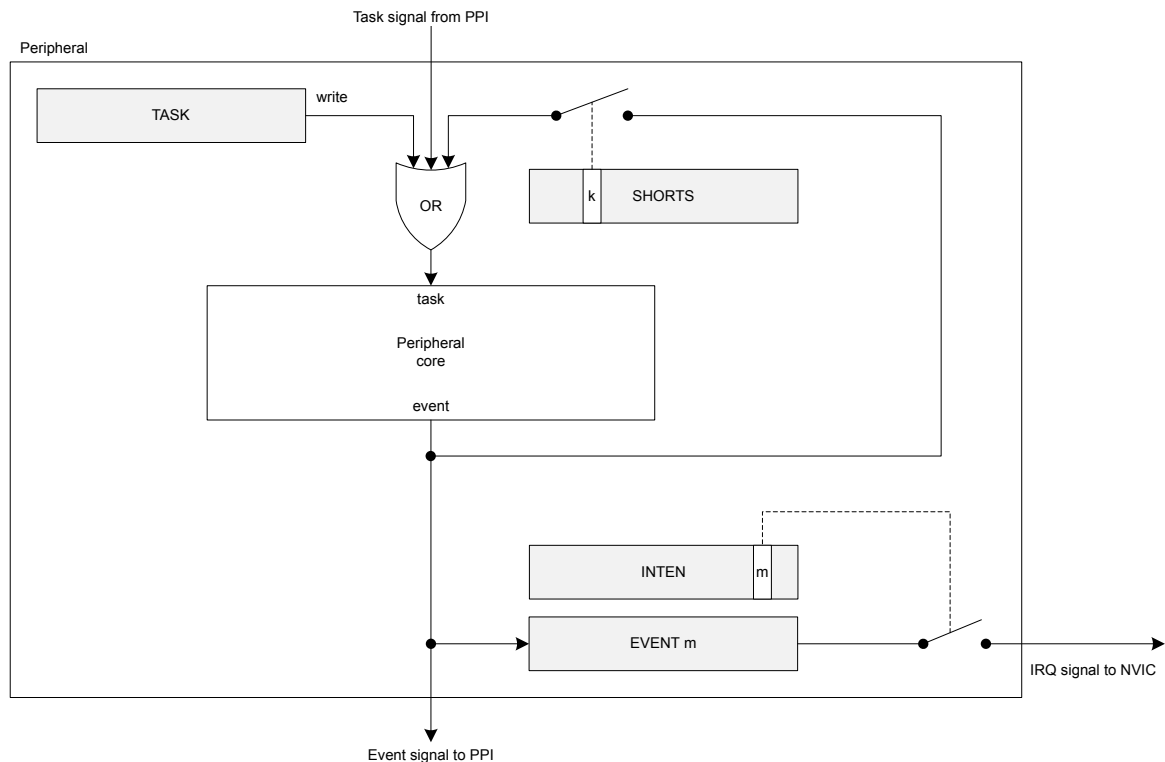 Task signal from PPI
Peripheral
write
TASK
k
SHORTS
OR
task
Peripheral
core
event
INTEN
m
EVENT m
IRQ signal to NVIC
Event signal to PPI